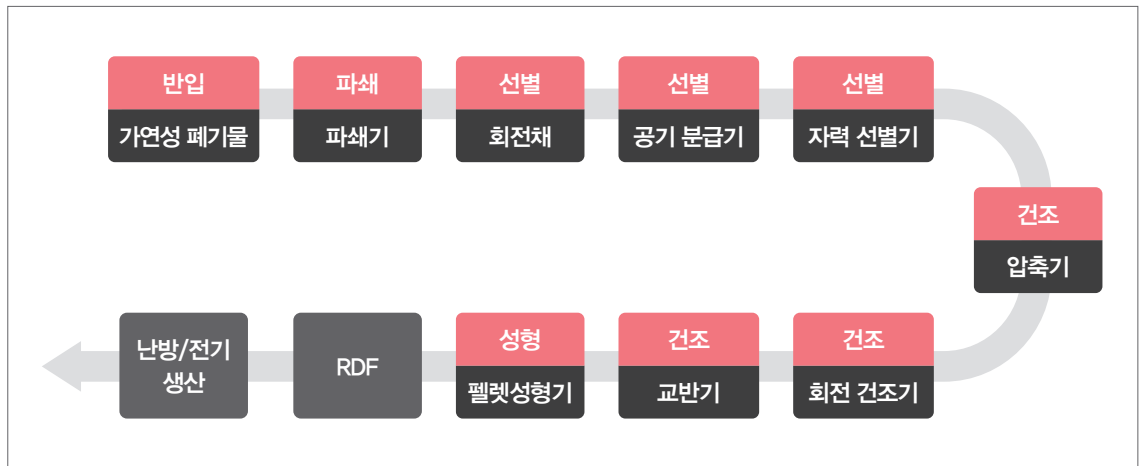 반입
가연성 폐기물
파쇄
파쇄기
선별
회전채
선별
공기 분급기
선별
자력 선별기
건조
압축기
건조
회전 건조기
건조
교반기
성형
펠렛성형기
RDF
난방/전기
생산